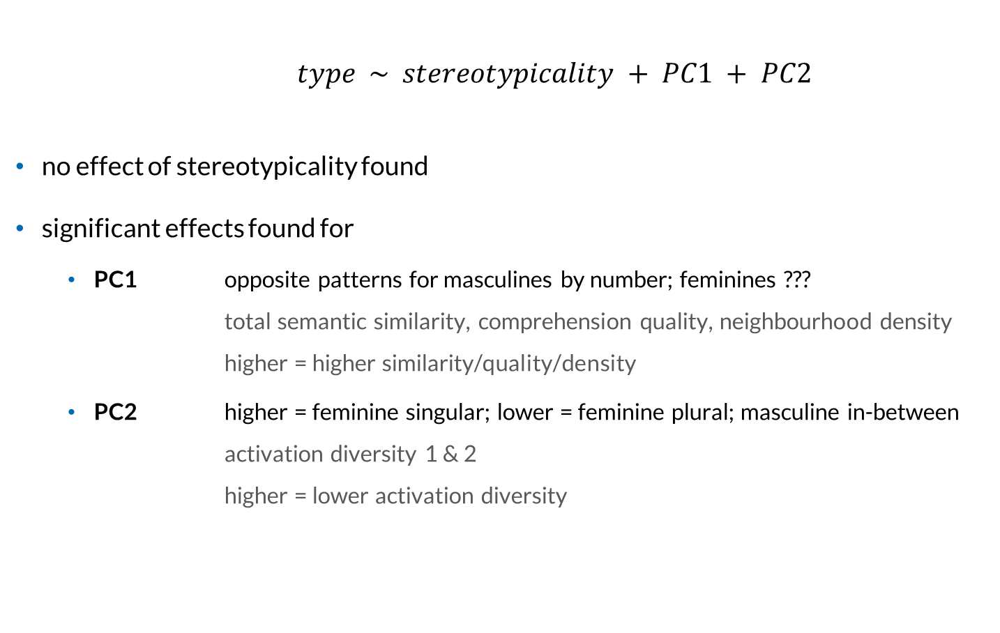 type ~ stereotypicality + PC1 + PC2
• no effect of stereotypicality found
• significant effects found for
• PC1 opposite patterns for masculines by number; feminines ???
total semantic similarity, comprehension quality, neighbourhood density
higher = higher similarity/quality/density
• PC2 higher = feminine singular; lower = feminine plural; masculine in-between
activation diversity 1 & 2
higher = lower activation diversity